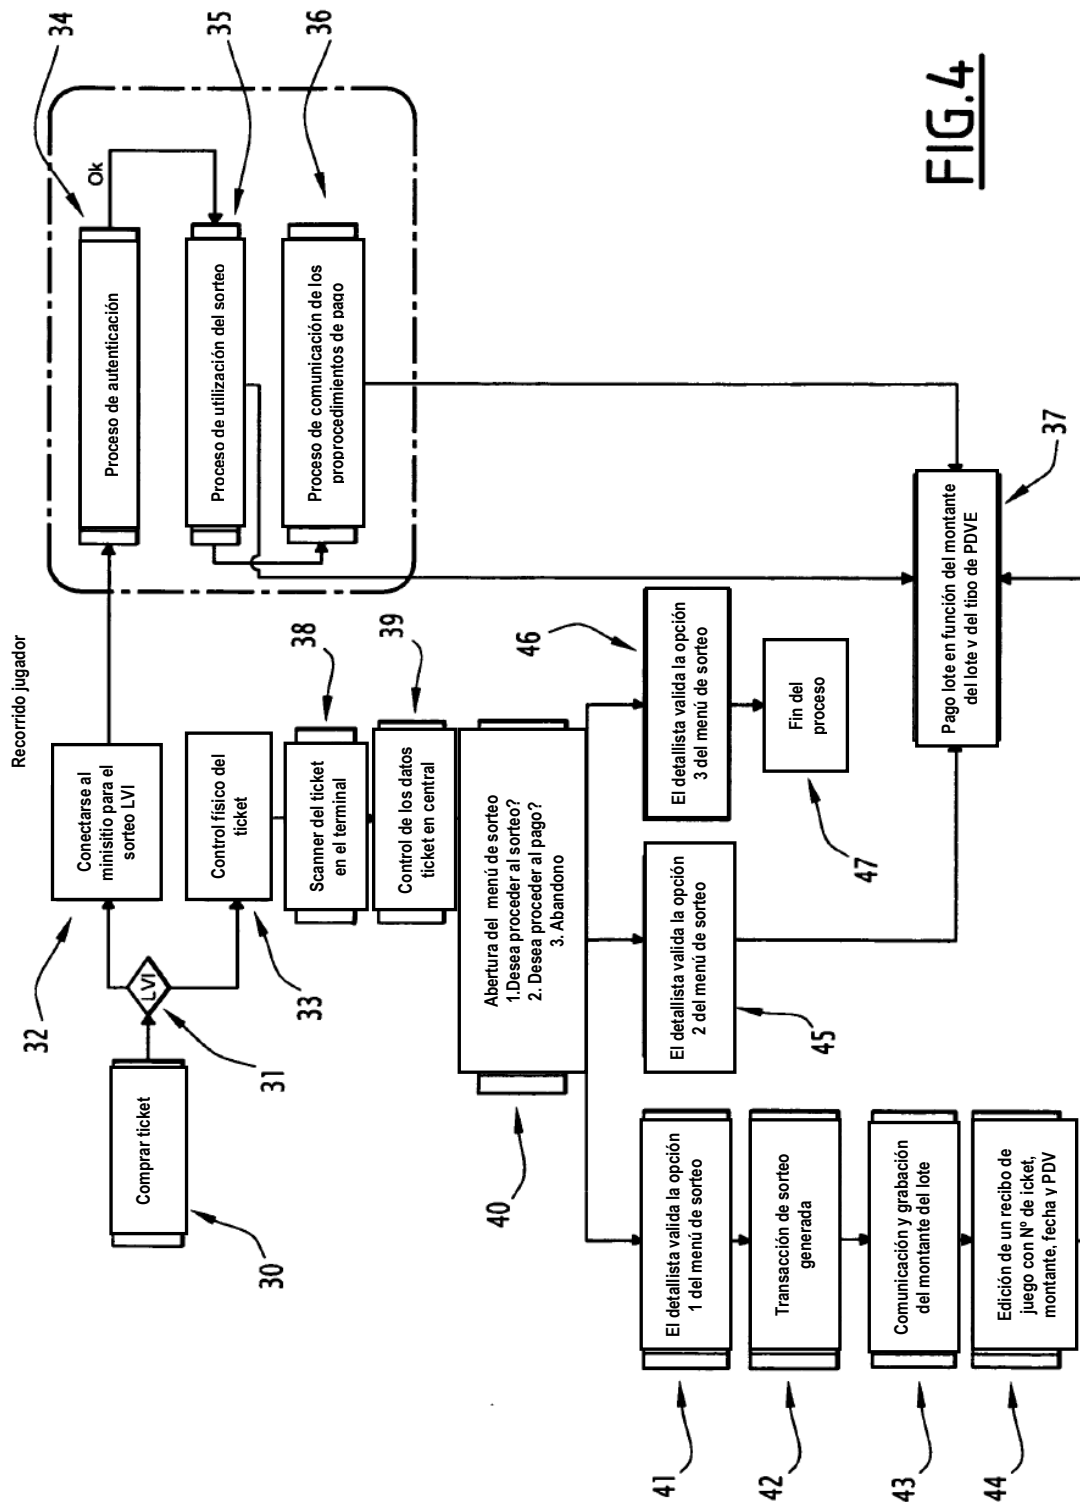 Recorrido jugador
Comprar ticket
30
LVI
31
Conectarse al
minisitio para el
sorteo LVI
32
Control físico del
ticket
33
Proceso de autenticación
34
Ok
Proceso de utilización del sorteo
35
Proceso de comunicación de los
proprocedimientos de pago
36
Scanner del ticket
en el terminal
38
Control de los datos
ticket en central
39
Abertura del menú de sorteo
1.Desea proceder al sorteo?
2. Desea proceder al pago?
3. Abandono
40
El detallista valida la opción
1 del menú de sorteo
41
Transacción de sorteo
generada
42
Comunicación y grabación
del montante del lote
43
Edición de un recibo de
juego con Nº de icket,
montante, fecha y PDV
44
El detallista valida la opción
2 del menú de sorteo
45
El detallista valida la opción
3 del menú de sorteo
46
Fin del
proceso
47
Pago lote en función del montante
del lote v del tipo de PDVE
37
FIG.4